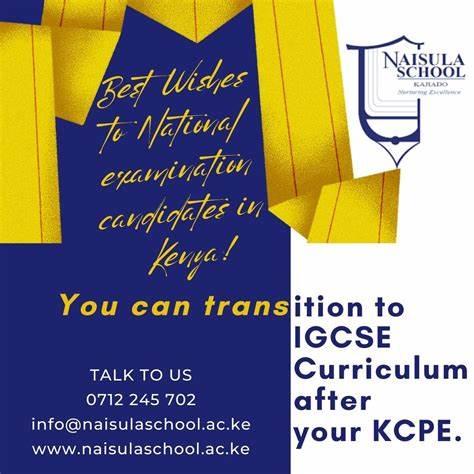 Best Wishes
to National
examination
candidates in
Kenya!
NAISULA
SCHOOL
KAJIADO
Nurturing Excellence
You can transition to
IGCSE
Curriculum
after
your KCPE.
TALK TO US
0712 245 702
info@naisulaschool.ac.ke
www.naisulaschool.ac.ke